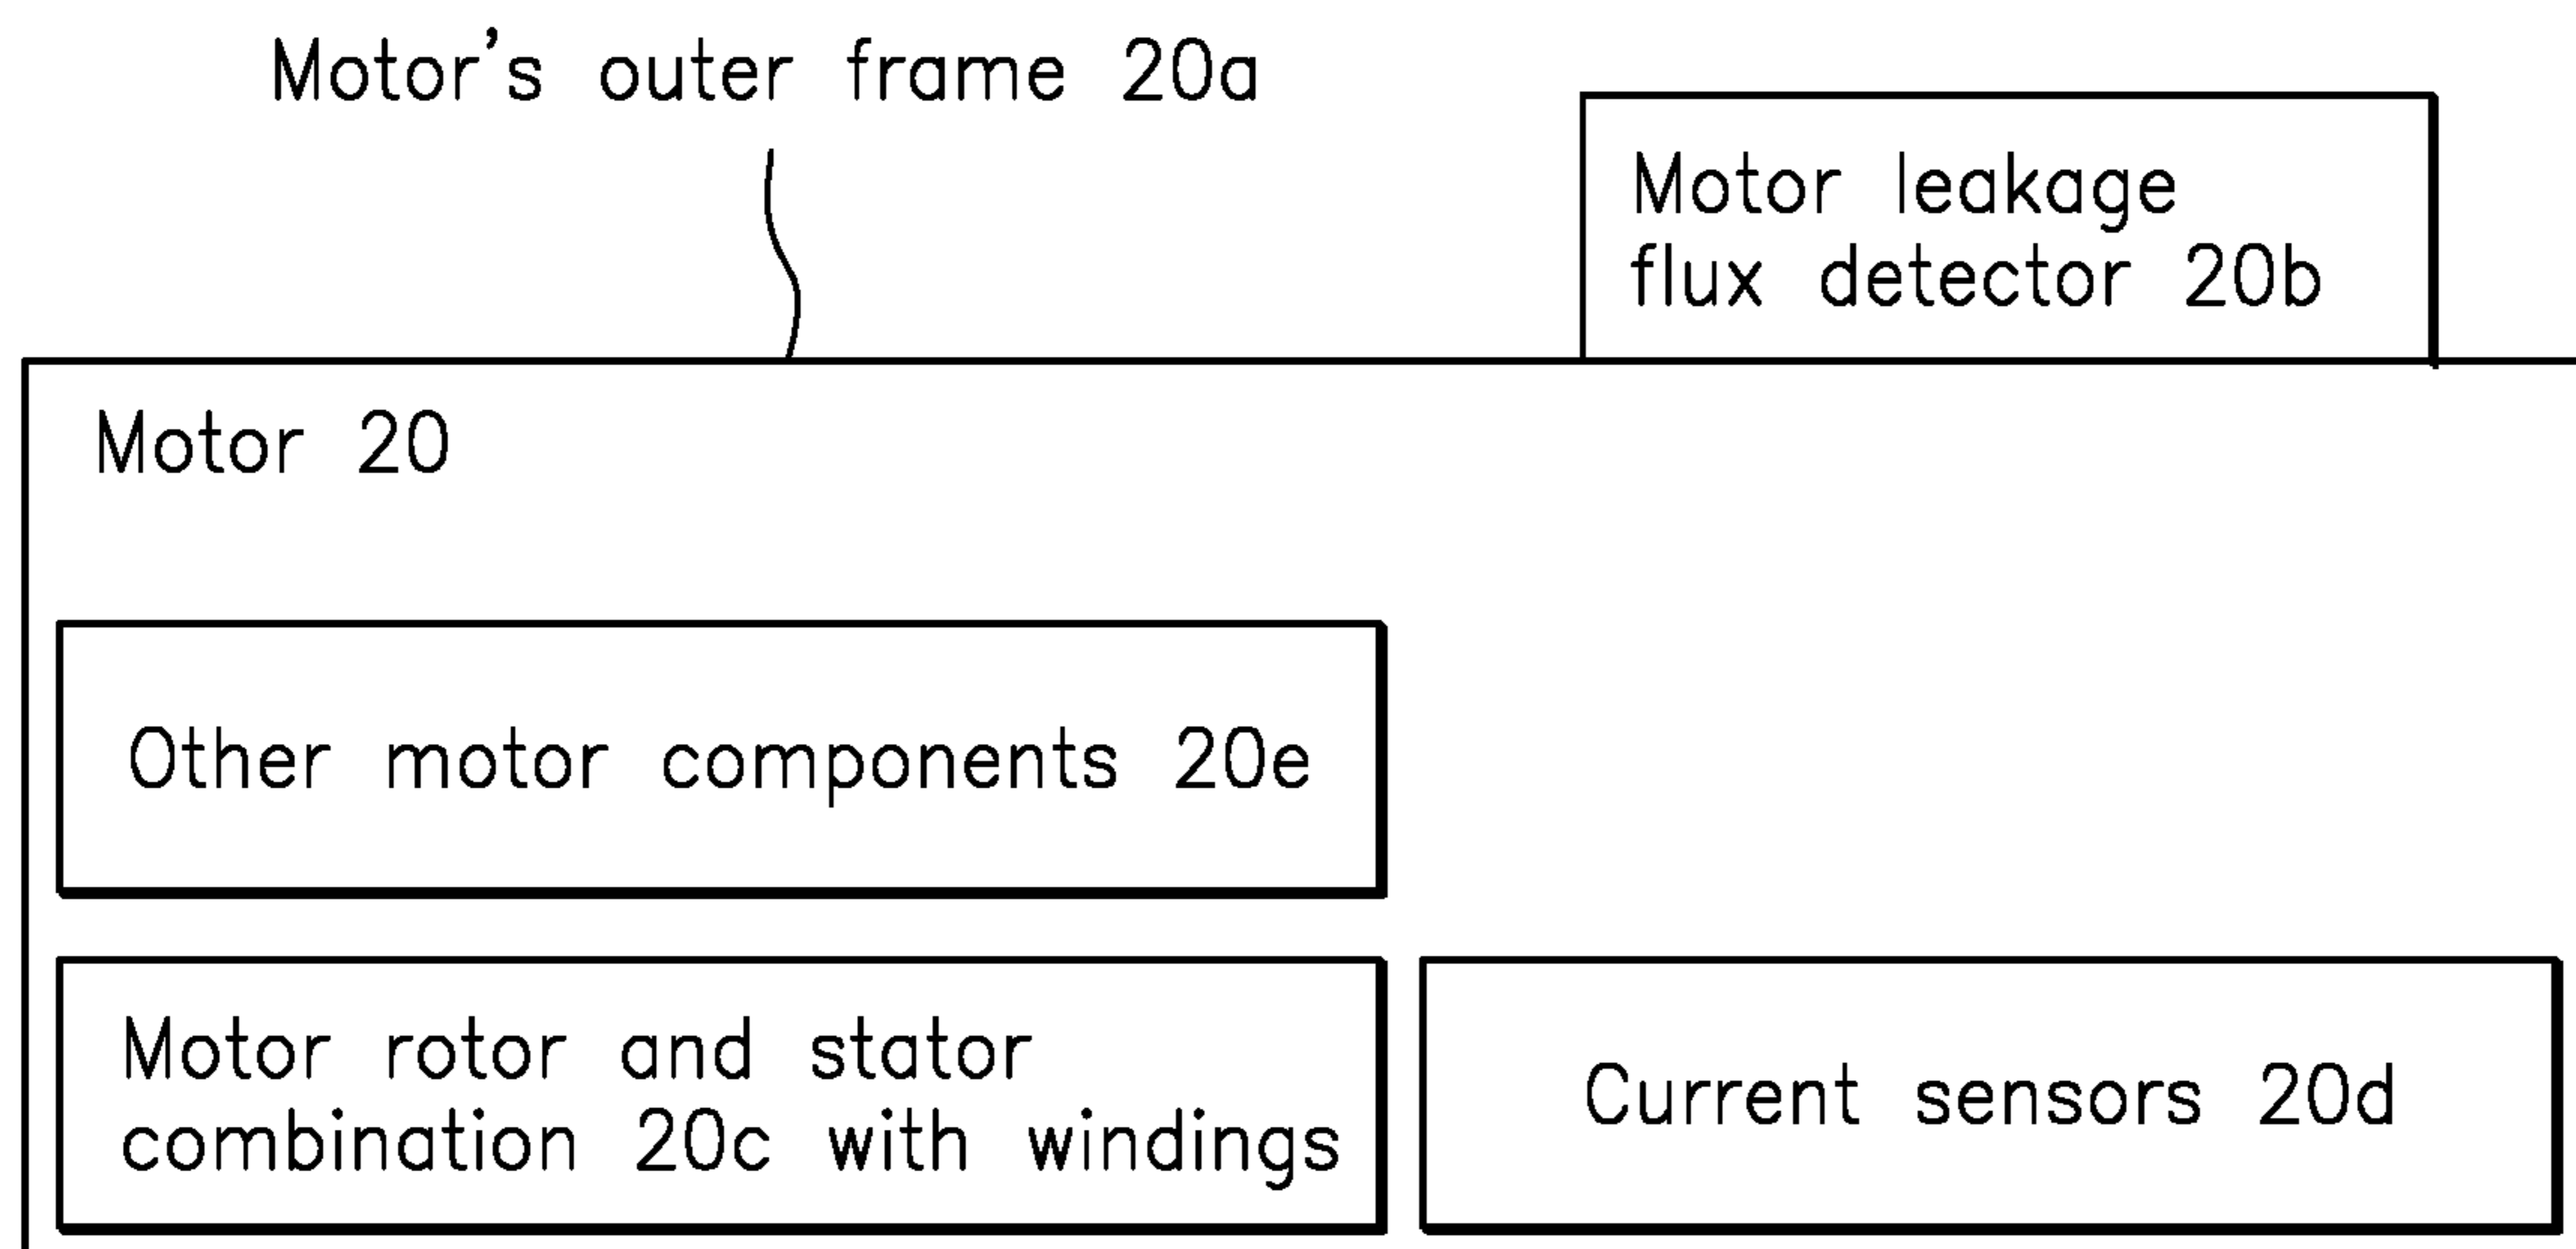 Motor's outer frame 20a
Motor leakage
flux detector 20b
Motor 20
Other motor components 20e
Motor rotor and stator
combination 20c with windings
Current sensors 20d